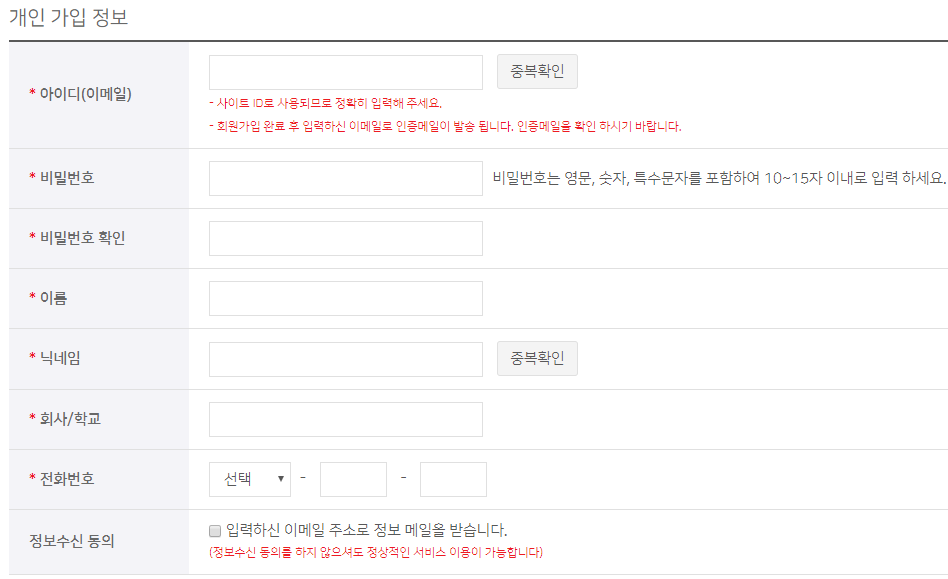 개인 가입 정보
* 아이디(이메일)
중복확인
- 사이트 ID로 사용되므로 정확히 입력해 주세요.
- 회원가입 완료 후 입력하신 이메일로 인증메일이 발송 됩니다. 인증메일을 확인 하시기 바랍니다.
* 비밀번호
비밀번호는 영문, 숫자, 특수문자를 포함하여 10~15자 이내로 입력 하세요.
* 비밀번호 확인
* 이름
* 닉네임
중복확인
* 회사/학교
* 전화번호
선택 - -
정보수신 동의
입력하신 이메일 주소로 정보 메일을 받습니다.
(정보수신 동의를 하지 않으셔도 정상적인 서비스 이용이 가능합니다)